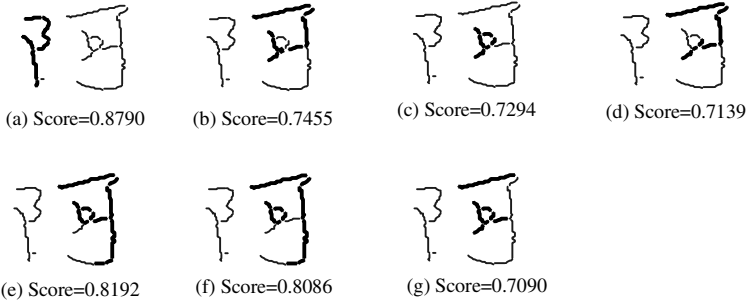 (a) Score=0.8790
(b) Score=0.7455
(c) Score=0.7294
(d) Score=0.7139
(e) Score=0.8192
(f) Score=0.8086
(g) Score=0.7090